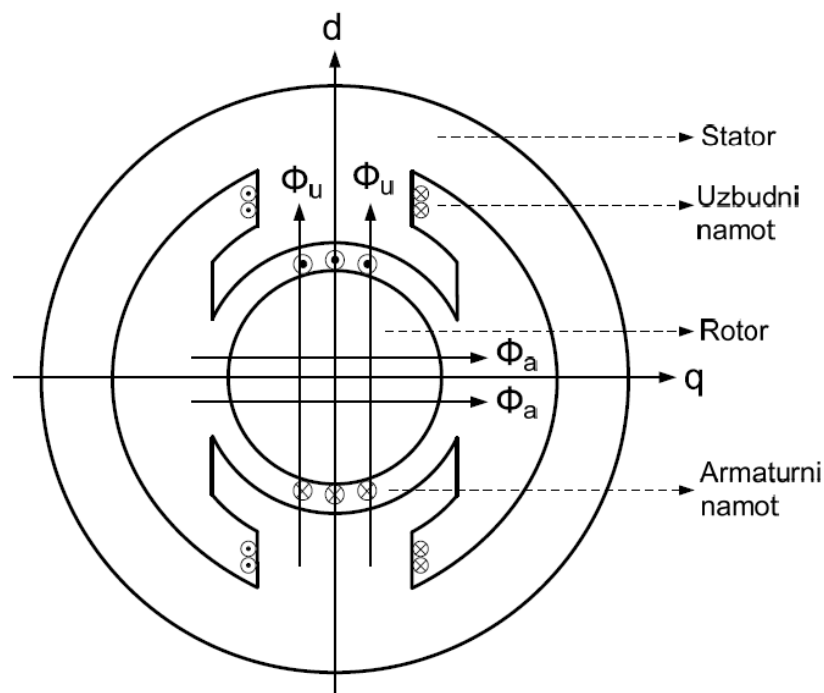 d
Stator
Φu Φu
Uzbudni
namot
Rotor
Φa
q
Φa
Armaturni
namot